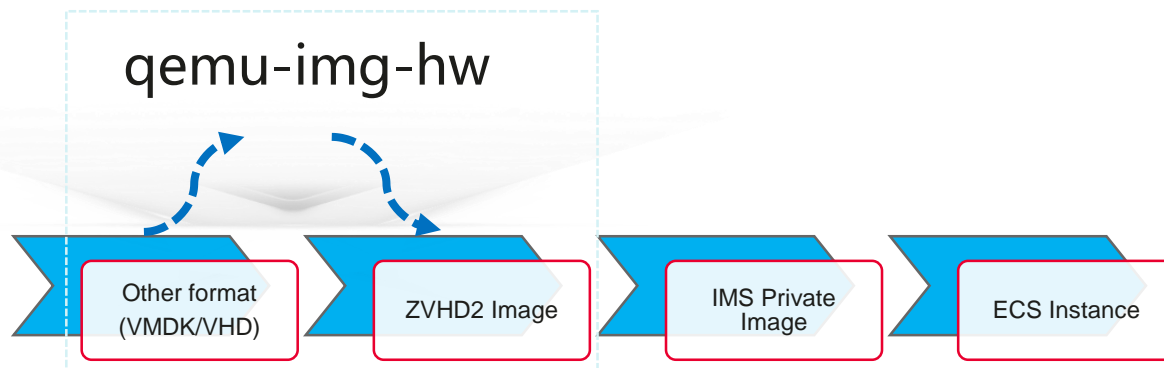 qemu-img-hw
Other format
(VMDK/VHD)
ZVHD2 Image
IMS Private
Image
ECS Instance